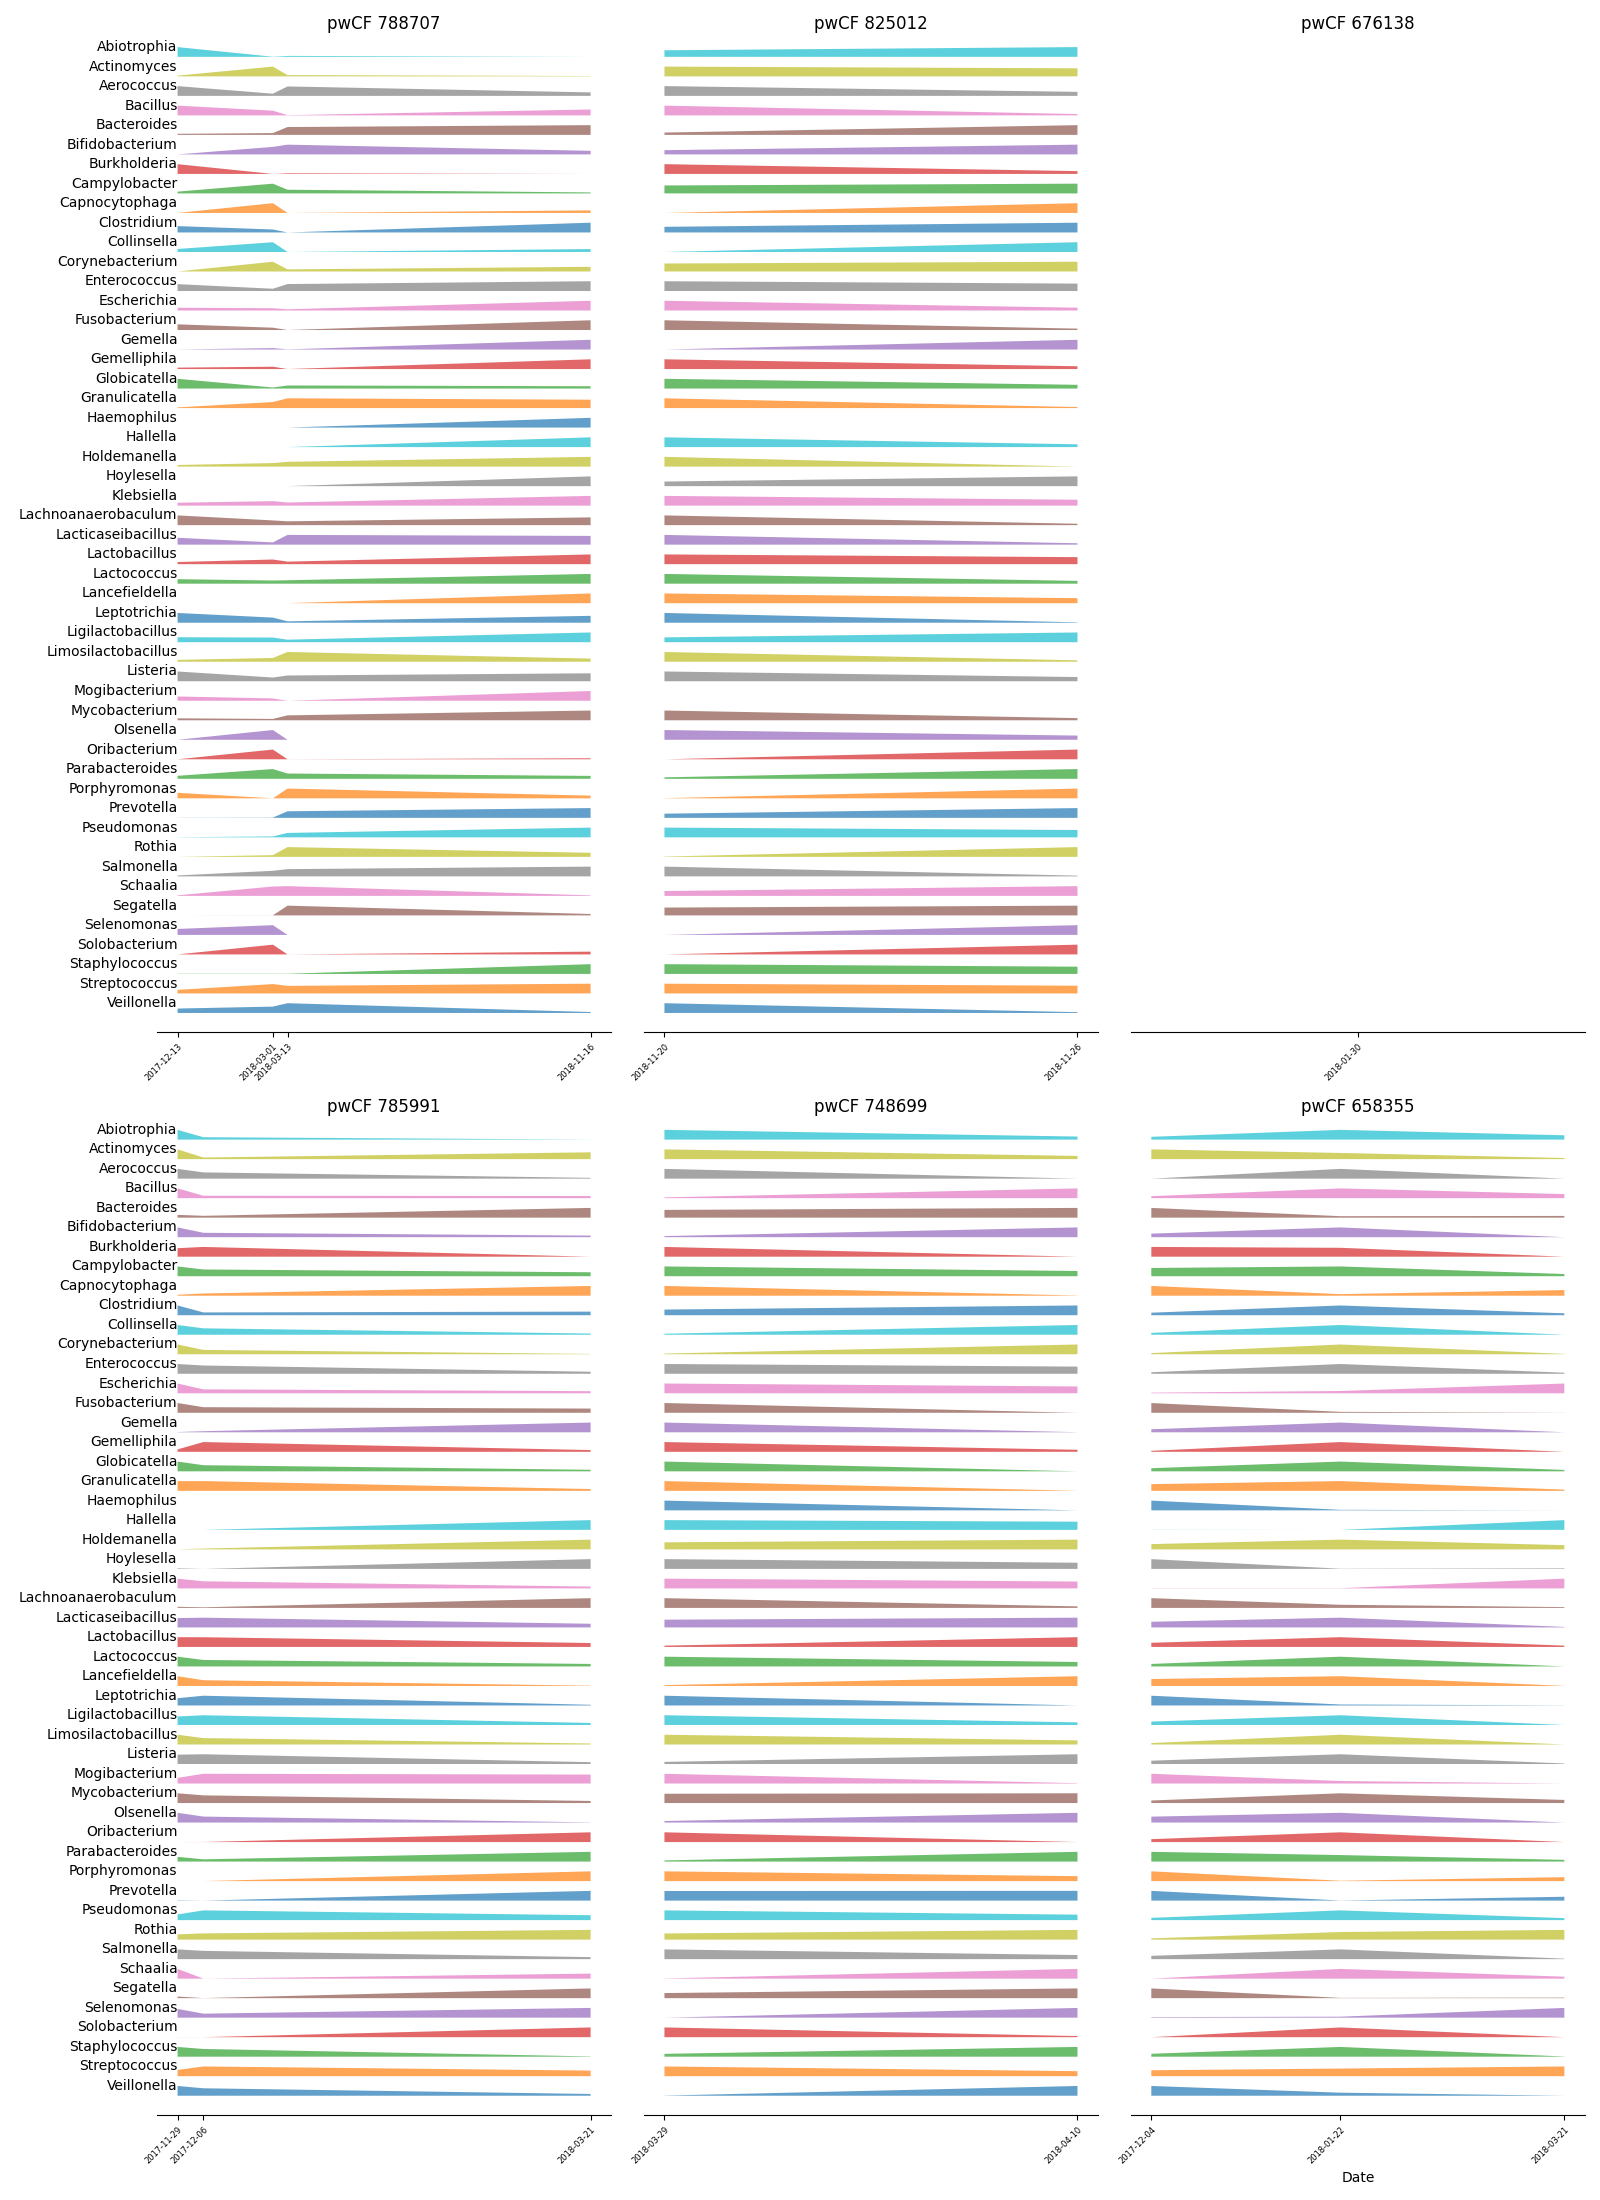 pwCF 788707
pwCF 825012
pwCF 676138
Abiotrophia
Actinomyces
Aerococcus
Bacillus
Bacteroides
Bifidobacterium
Burkholderia
Campylobacter
Capnocytophaga
Clostridium
Collinsella
Corynebacterium
Enterococcus
Escherichia
Fusobacterium
Gemella
Gemelliphila
Globicatella
Granulicatella
Haemophilus
Hallella
Holdemanella
Hoylesella
Klebsiella
Lachnoanaerobaculum
Lacticaseibacillus
Lactobacillus
Lactococcus
Lancefieldella
Leptotrichia
Ligilactobacillus
Limosilactobacillus
Listeria
Mogibacterium
Mycobacterium
Olsenella
Oribacterium
Parabacteroides
Porphyromonas
Prevotella
Pseudomonas
Rothia
Salmonella
Schaalia
Segatella
Selenomonas
Solobacterium
Staphylococcus
Streptococcus
Veillonella
2017-12-13
2018-03-01
2018-03-13
2018-11-16
2018-11-20
2018-11-26
2018-01-30
pwCF 785991
pwCF 748699
pwCF 658355
Abiotrophia
Actinomyces
Aerococcus
Bacillus
Bacteroides
Bifidobacterium
Burkholderia
Campylobacter
Capnocytophaga
Clostridium
Collinsella
Corynebacterium
Enterococcus
Escherichia
Fusobacterium
Gemella
Gemelliphila
Globicatella
Granulicatella
Haemophilus
Hallella
Holdemanella
Hoylesella
Klebsiella
Lachnoanaerobaculum
Lacticaseibacillus
Lactobacillus
Lactococcus
Lancefieldella
Leptotrichia
Ligilactobacillus
Limosilactobacillus
Listeria
Mogibacterium
Mycobacterium
Olsenella
Oribacterium
Parabacteroides
Porphyromonas
Prevotella
Pseudomonas
Rothia
Salmonella
Schaalia
Segatella
Selenomonas
Solobacterium
Staphylococcus
Streptococcus
Veillonella
2017-11-29
2017-12-06
2018-03-21
2018-03-29
2018-04-10
2017-12-04
2018-01-22
2018-03-21
Date